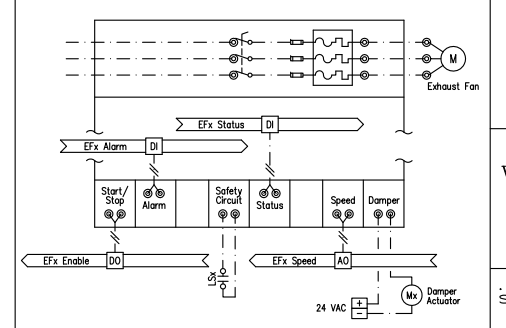 M
Exhaust Fan
EFx Status
DI
EFx Alarm
DI
Start/
Stop
Alarm
Safety
Circuit
Status
Speed
Damper
EFx Enable
DO
EFx Speed
AO
LSx
24 VAC
+
−
Mx
Damper
Actuator